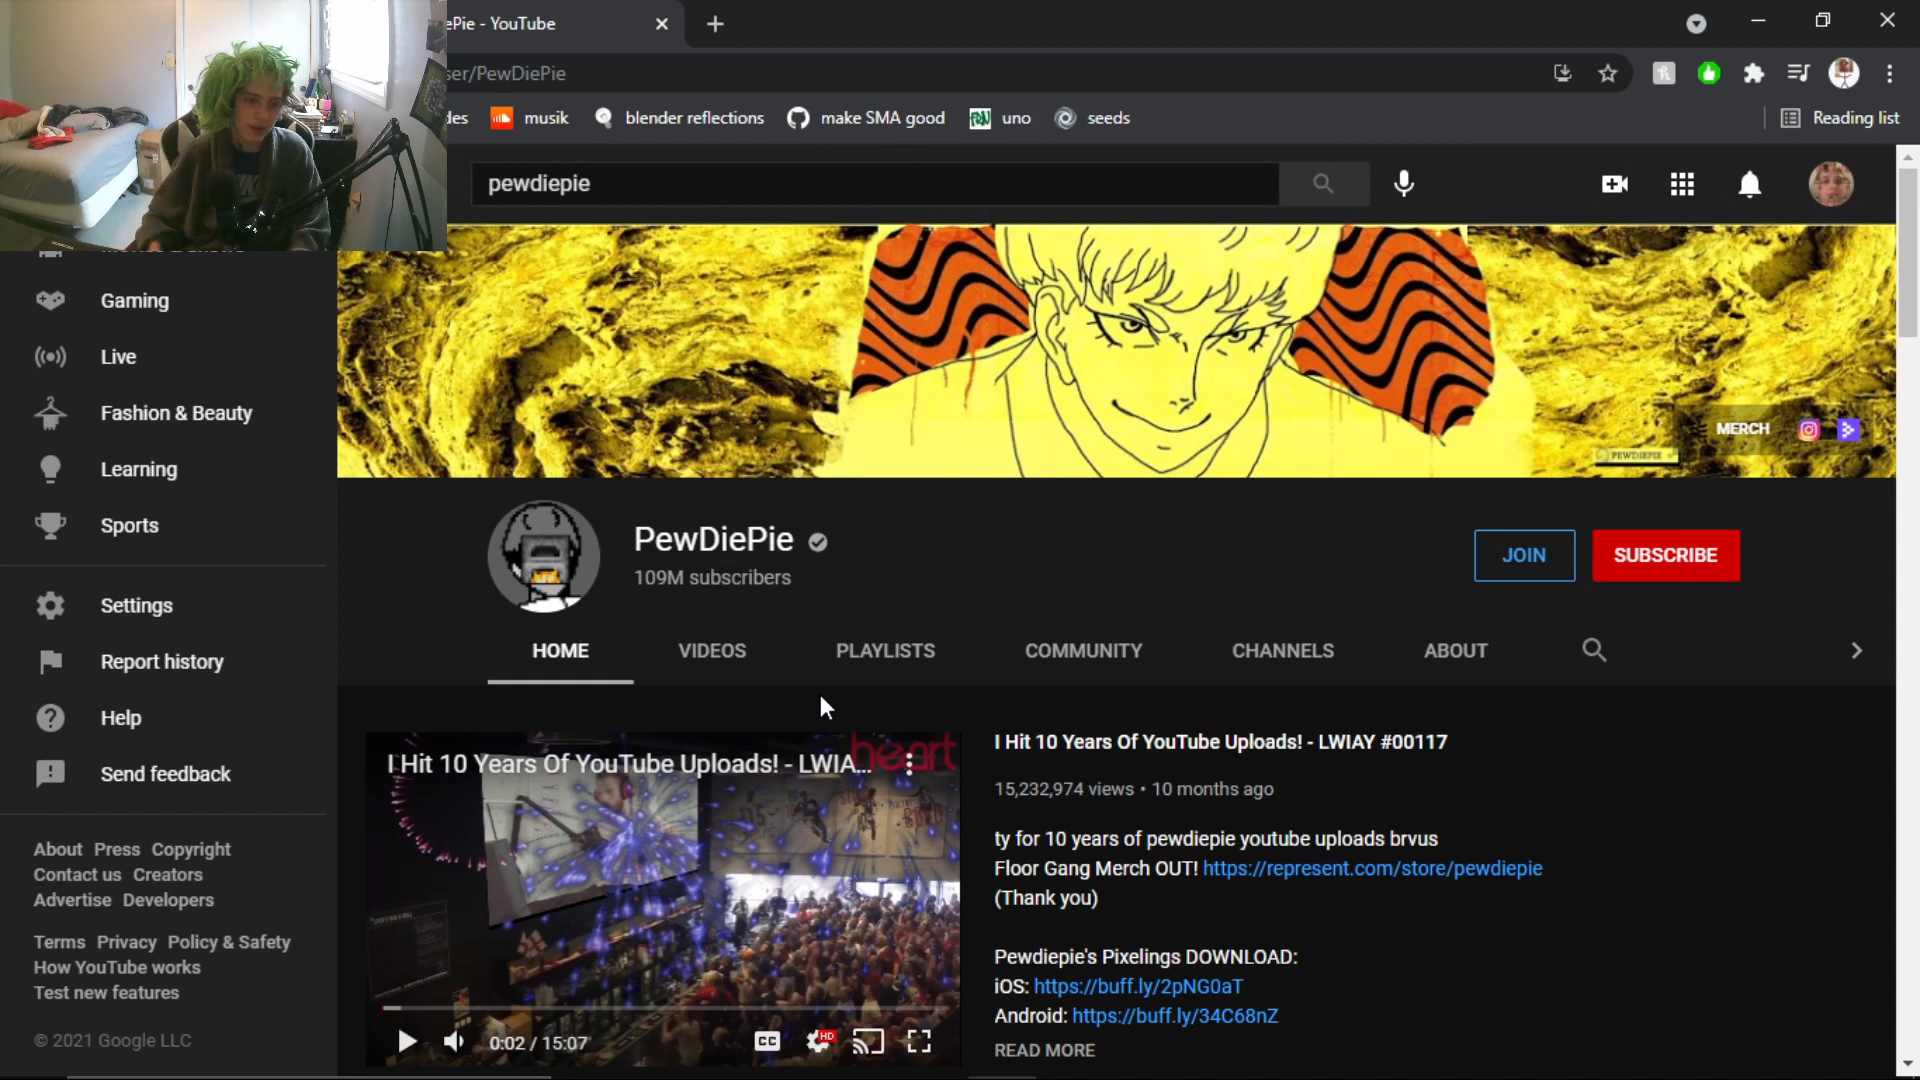 ePie - YouTube
ser/PewDiePie
des musik blender reflections make SMA good uno seeds Reading list
pewdiepie
MERCH
PEWDIEPIE
Gaming
Live
Fashion & Beauty
Learning
Sports
Settings
Report history
Help
Send feedback
About Press Copyright
Contact us Creators
Advertise Developers
Terms Privacy Policy & Safety
How YouTube works
Test new features
© 2021 Google LLC
PewDiePie
109M subscribers
JOIN SUBSCRIBE
HOME VIDEOS PLAYLISTS COMMUNITY CHANNELS ABOUT
heart
I Hit 10 Years Of YouTube Uploads! - LWIA...
CC HD
0:02 / 15:07
I Hit 10 Years Of YouTube Uploads! - LWIAY #00117
15,232,974 views • 10 months ago
ty for 10 years of pewdiepie youtube uploads brvus
Floor Gang Merch OUT! https://represent.com/store/pewdiepie
(Thank you)
Pewdiepie's Pixelings DOWNLOAD:
iOS: https://buff.ly/2pNG0aT
Android: https://buff.ly/34C68nZ
READ MORE